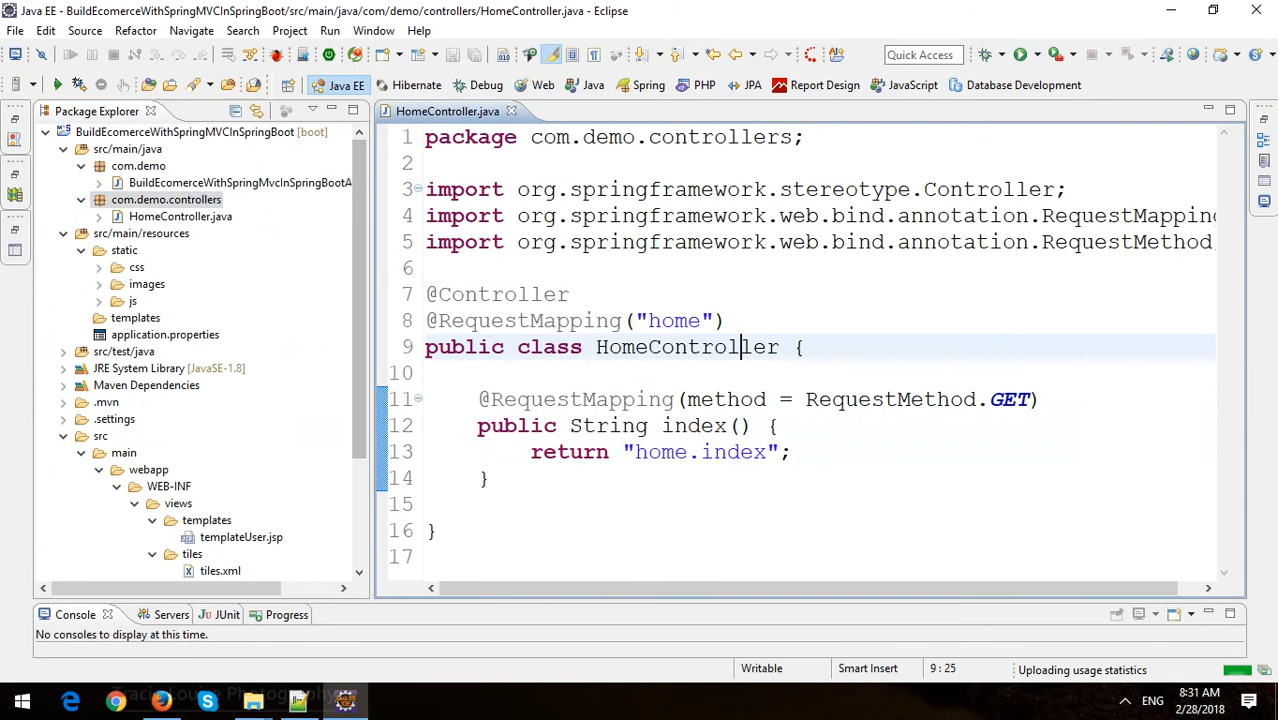 Java EE - BuildEcomerceWithSpringMVCInSpringBoot/src/main/java/com/demo/controllers/HomeController.java - Eclipse
File Edit Source Refactor Navigate Search Project Run Window Help
Quick Access
Java EE Hibernate Debug Web Java Spring PHP JPA Report Design JavaScript Database Development
Package Explorer
BuildEcomerceWithSpringMVCInSpringBoot [boot]
src/main/java
com.demo
BuildEcomerceWithSpringMvcInSpringBootA
com.demo.controllers
HomeController.java
src/main/resources
static
css
images
js
templates
application.properties
src/test/java
JRE System Library [JavaSE-1.8]
Maven Dependencies
.mvn
.settings
src
main
webapp
WEB-INF
views
templates
templateUser.jsp
tiles
tiles.xml
HomeController.java
1 package com.demo.controllers;
2
3 import org.springframework.stereotype.Controller;
4 import org.springframework.web.bind.annotation.RequestMapping
5 import org.springframework.web.bind.annotation.RequestMethod
6
7 @Controller
8 @RequestMapping("home")
9 public class HomeController {
10
11 @RequestMapping(method = RequestMethod.GET)
12 public String index() {
13 return "home.index";
14 }
15
16 }
17
Console Servers JUnit Progress
No consoles to display at this time.
Writable Smart Insert 9 : 25 Uploading usage statistics
Tracie Louise Photography
ENG
8:31 AM
2/28/2018